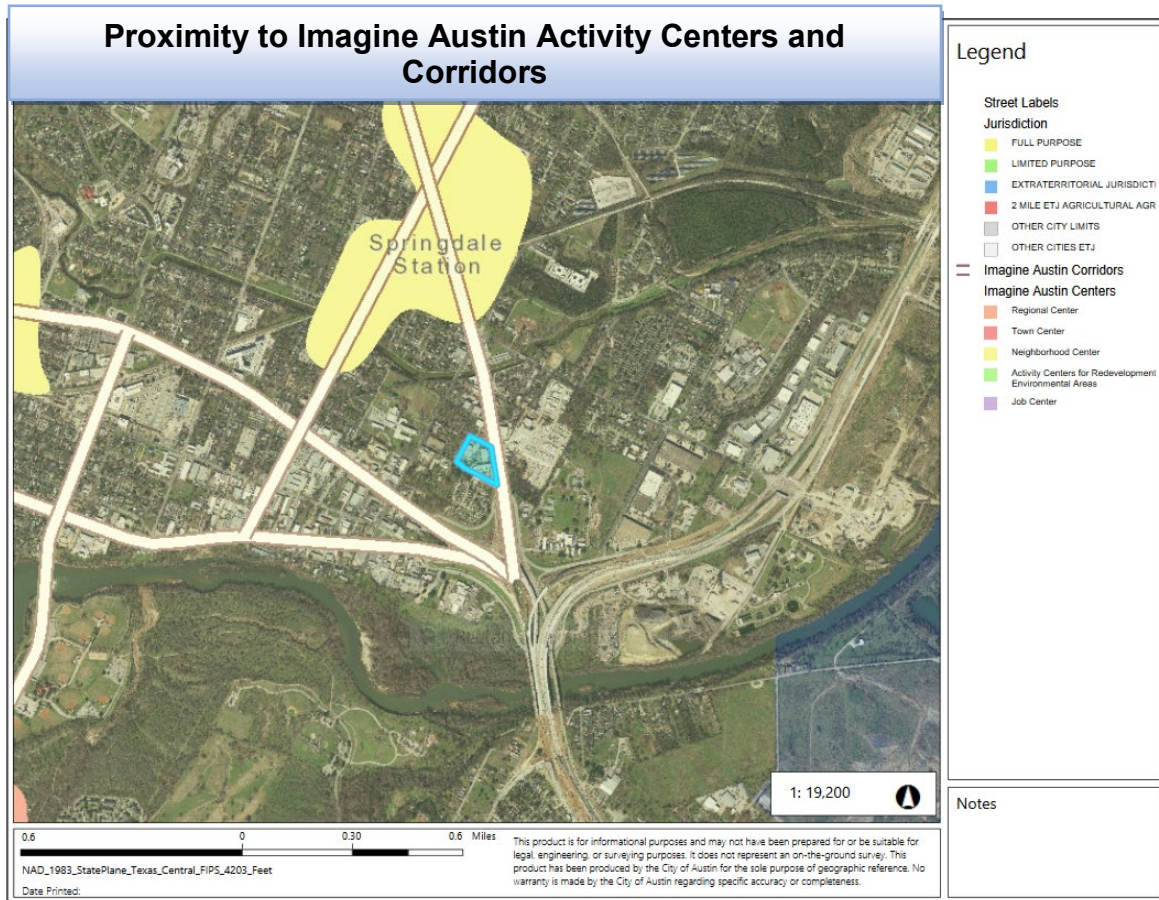 Proximity to Imagine Austin Activity Centers and
Corridors
Springdale
Station
1: 19,200
Legend
Street Labels
Jurisdiction
FULL PURPOSE
LIMITED PURPOSE
EXTRATERRITORIAL JURISDICTI
2 MILE ETJ AGRICULTURAL AGR
OTHER CITY LIMITS
OTHER CITIES ETJ
Imagine Austin Corridors
Imagine Austin Centers
Regional Center
Town Center
Neighborhood Center
Activity Centers for Redevelopment
Environmental Areas
Job Center
Notes
0.6 0 0.30 0.6 Miles
NAD_1983_StatePlane_Texas_Central_FIPS_4203_Feet
Date Printed:
This product is for informational purposes and may not have been prepared for or be suitable for
legal, engineering, or surveying purposes. It does not represent an on-the-ground survey. This
product has been produced by the City of Austin for the sole purpose of geographic reference. No
warranty is made by the City of Austin regarding specific accuracy or completeness.